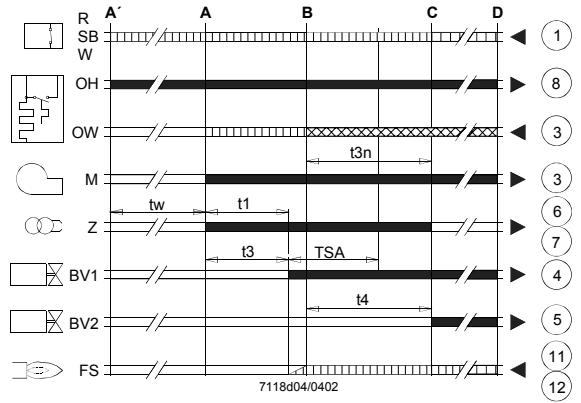 R A´ A B C D
SB 1
W
OH 8
OW 3
t3n
M 3
tw t1 6
Z 7
t3 TSA
BV1 4
t4
BV2 5
FS 11
7118d04/0402 12